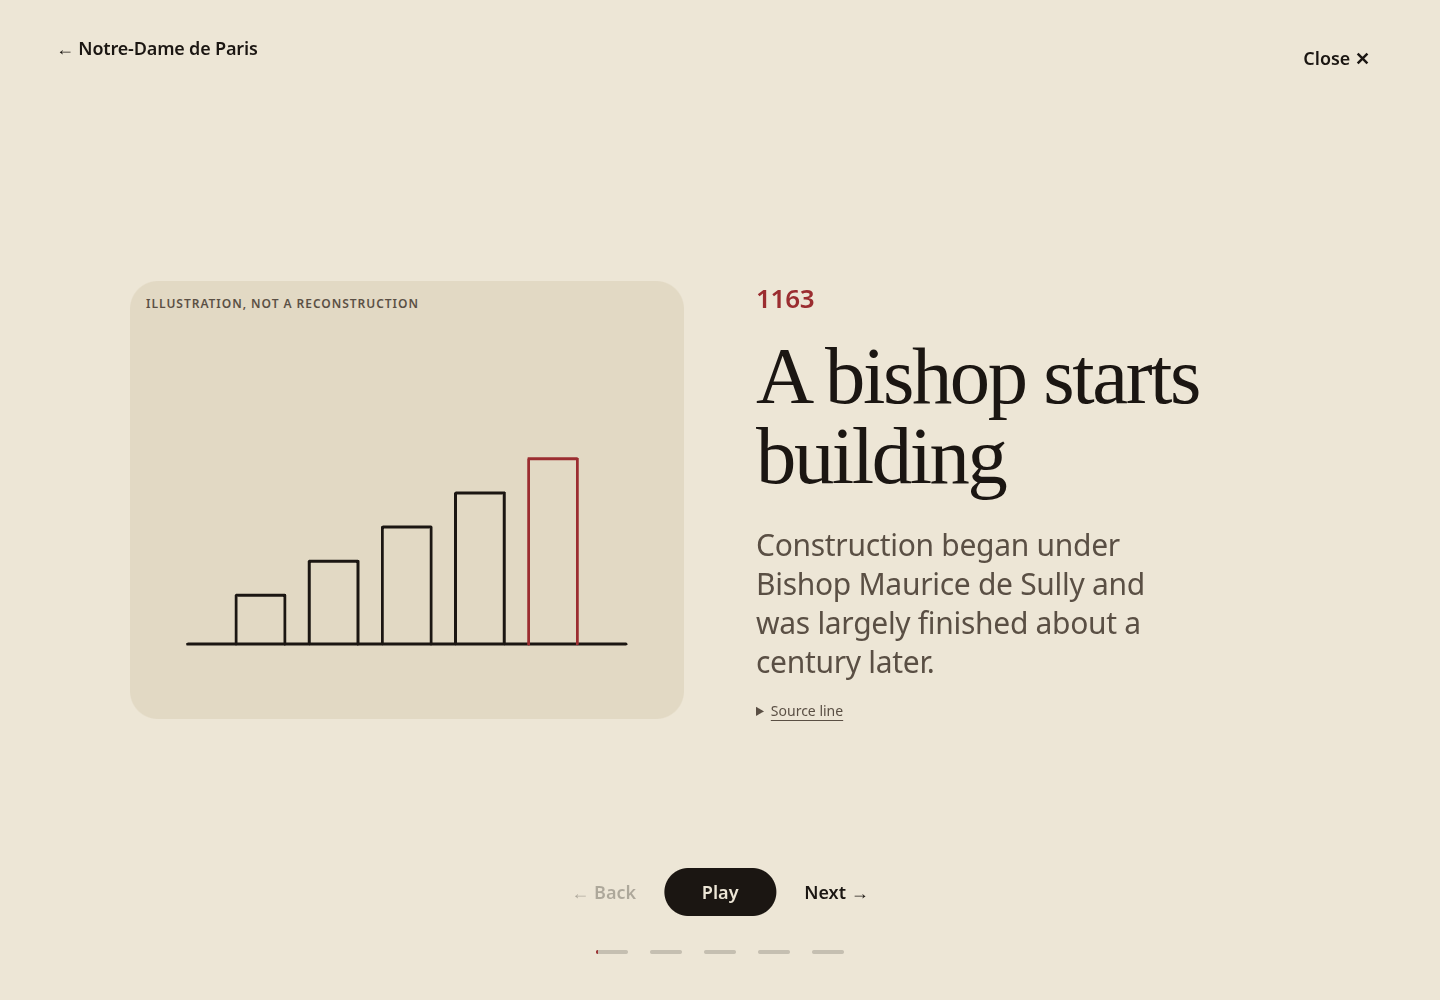 ← Notre-Dame de Paris
Close ✕
ILLUSTRATION, NOT A RECONSTRUCTION
1163
A bishop starts
building
Construction began under
Bishop Maurice de Sully and
was largely finished about a
century later.
▶ Source line
← Back
Play
Next →